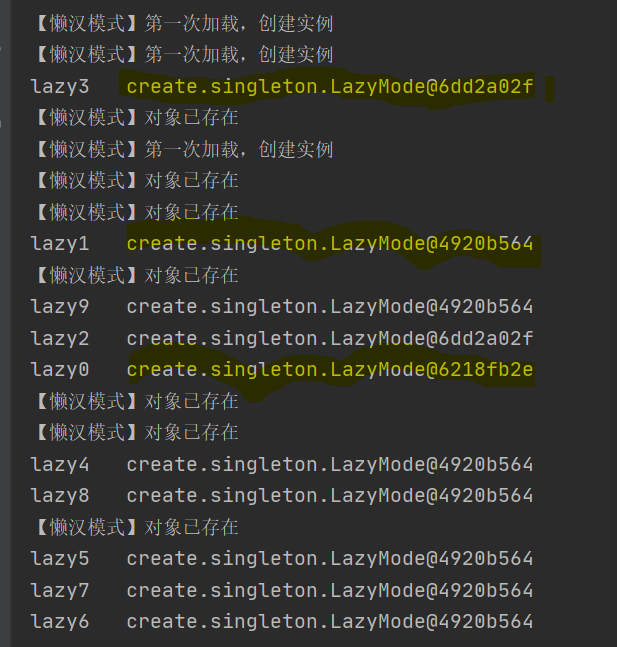 【懒汉模式】第一次加载，创建实例
【懒汉模式】第一次加载，创建实例
lazy3   create.singleton.LazyMode@6dd2a02f
【懒汉模式】对象已存在
【懒汉模式】第一次加载，创建实例
【懒汉模式】对象已存在
【懒汉模式】对象已存在
lazy1   create.singleton.LazyMode@4920b564
【懒汉模式】对象已存在
lazy9   create.singleton.LazyMode@4920b564
lazy2   create.singleton.LazyMode@6dd2a02f
lazy0   create.singleton.LazyMode@6218fb2e
【懒汉模式】对象已存在
【懒汉模式】对象已存在
lazy4   create.singleton.LazyMode@4920b564
lazy8   create.singleton.LazyMode@4920b564
【懒汉模式】对象已存在
lazy5   create.singleton.LazyMode@4920b564
lazy7   create.singleton.LazyMode@4920b564
lazy6   create.singleton.LazyMode@4920b564